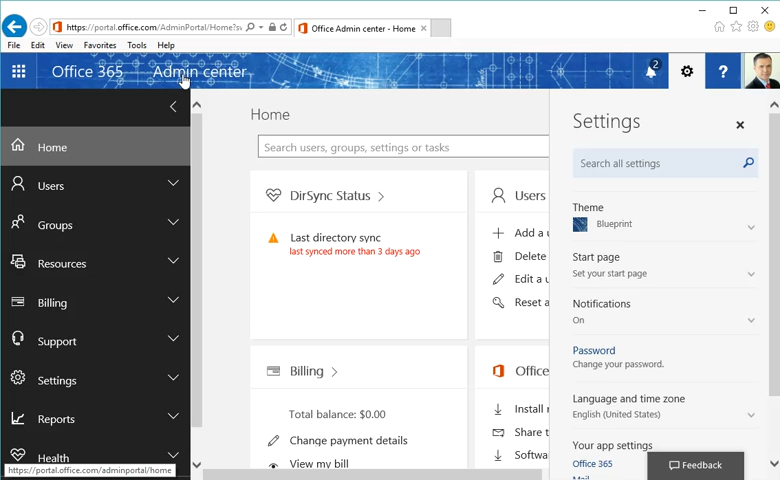 https://portal.office.com/AdminPortal/Home?sw
Office Admin center - Home
File Edit View Favorites Tools Help
Office 365 Admin center
2
?
Home
Users
Groups
Resources
Billing
Support
Settings
Reports
Health
https://portal.office.com/adminportal/home
Home
Search users, groups, settings or tasks
DirSync Status
Last directory sync
last synced more than 3 days ago
Users
Add a u
Delete
Edit a u
Reset a
Billing
Total balance: $0.00
Change payment details
View my bill
Office
Install m
Share t
Softwa
Settings
Search all settings
Theme
Blueprint
Start page
Set your start page
Notifications
On
Password
Change your password.
Language and time zone
English (United States)
Your app settings
Office 365
Mail
Feedback